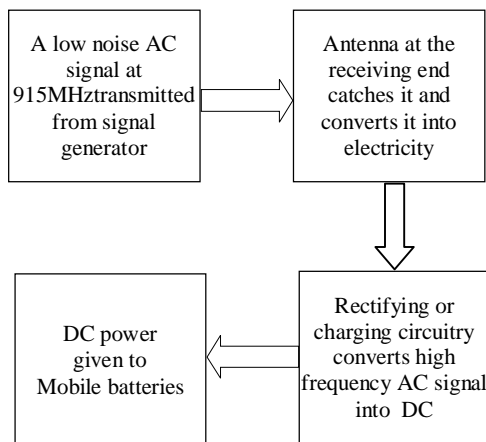 A low noise AC
signal at
915MHztransmitted
from signal
generator
Antenna at the
receiving end
catches it and
converts it into
electricity
Rectifying or
charging circuitry
converts high
frequency AC signal
into DC
DC power
given to
Mobile batteries